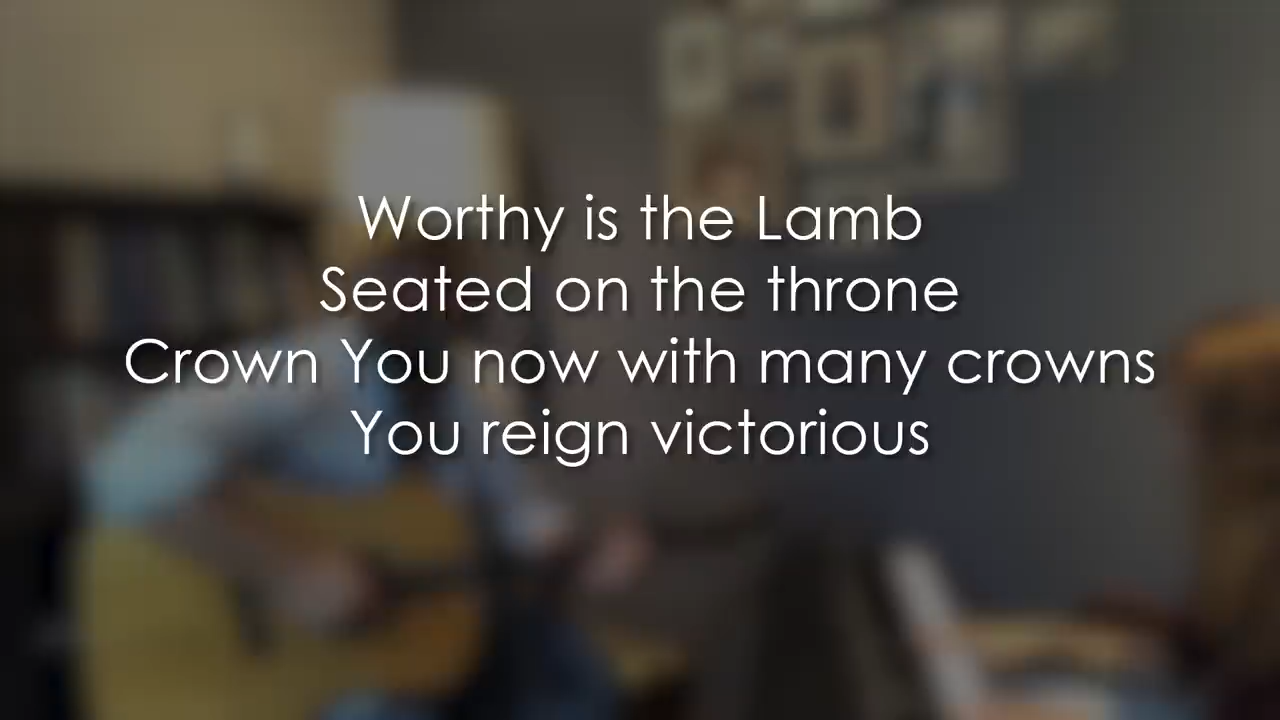 Worthy is the Lamb
Seated on the throne
Crown You now with many crowns
You reign victorious